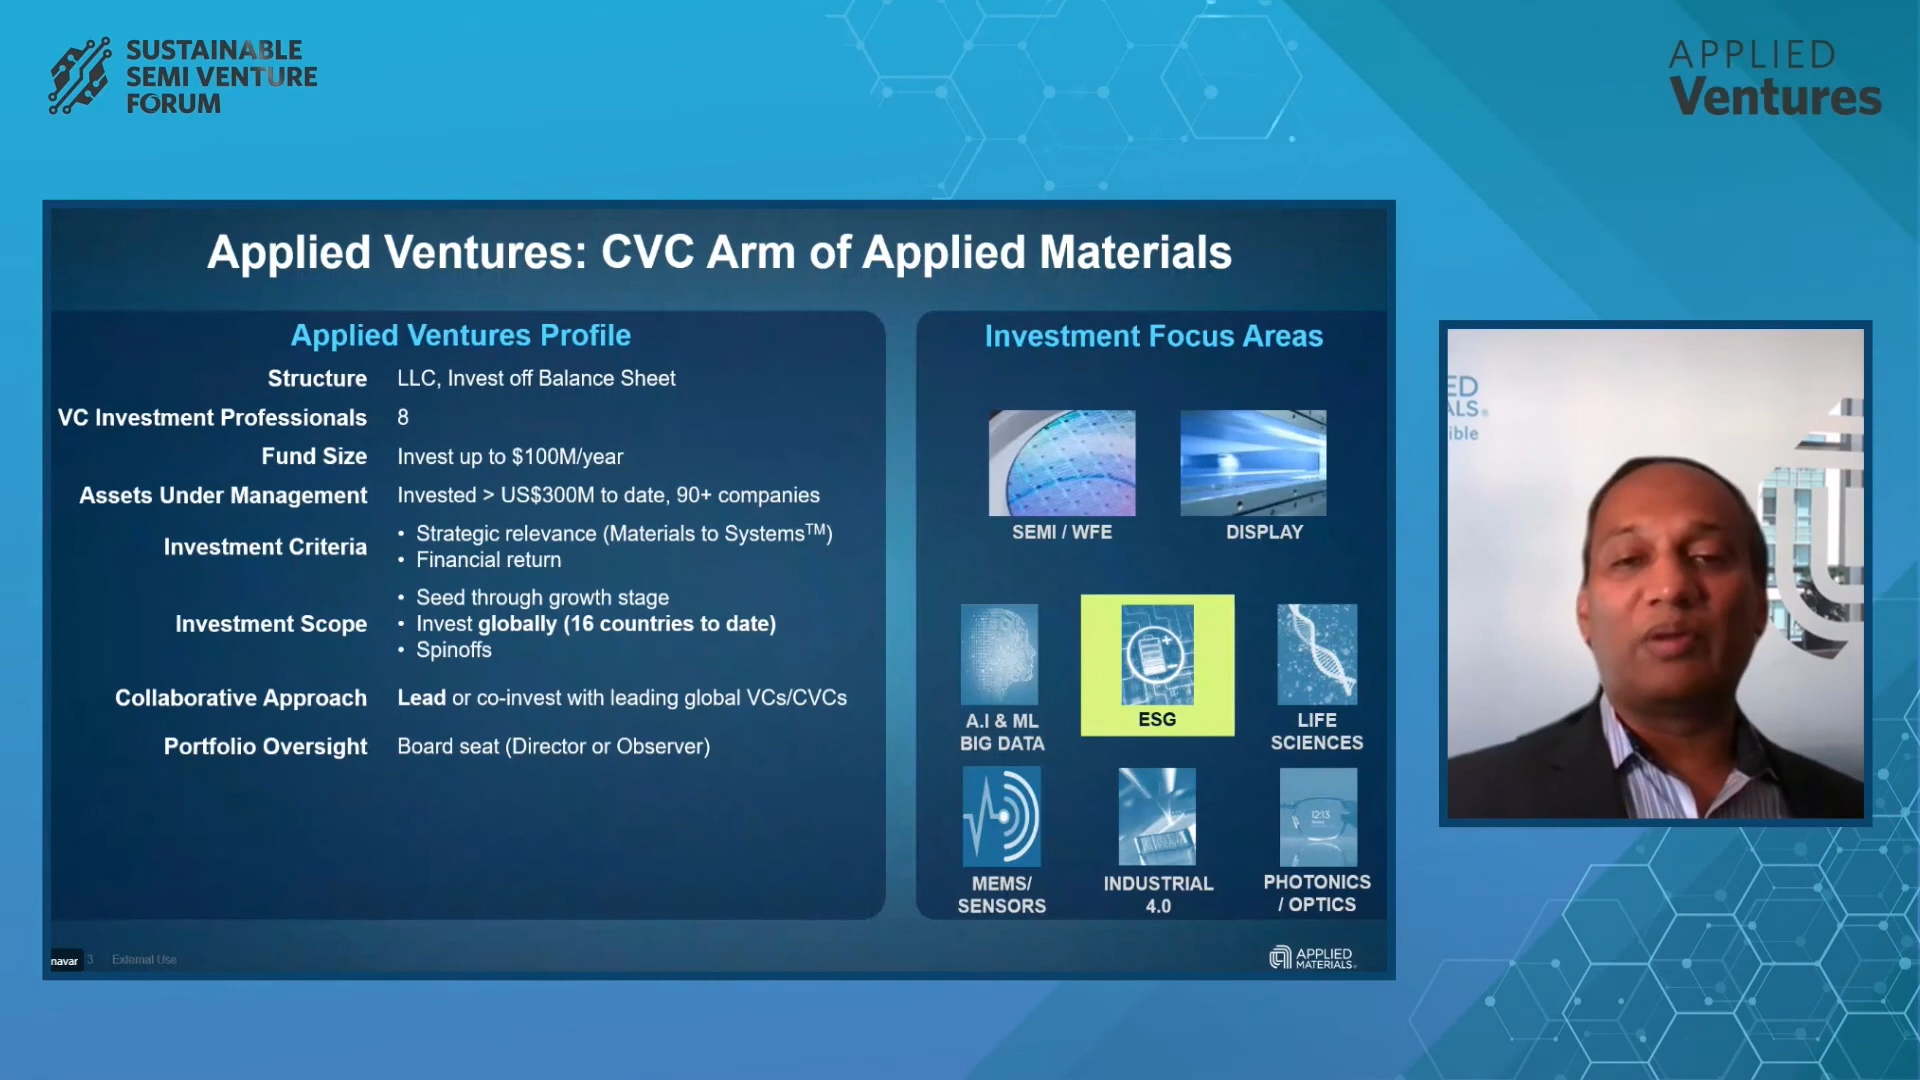 SUSTAINABLE
SEMI VENTURE
FORUM
APPLIED
Ventures
Applied Ventures: CVC Arm of Applied Materials
Applied Ventures Profile
Structure LLC, Invest off Balance Sheet
VC Investment Professionals 8
Fund Size Invest up to $100M/year
Assets Under Management Invested > US$300M to date, 90+ companies
Investment Criteria
• Strategic relevance (Materials to Systems™)
• Financial return
Investment Scope
• Seed through growth stage
• Invest globally (16 countries to date)
• Spinoffs
Collaborative Approach Lead or co-invest with leading global VCs/CVCs
Portfolio Oversight Board seat (Director or Observer)
Investment Focus Areas
SEMI / WFE
DISPLAY
A.I & ML
BIG DATA
ESG
LIFE
SCIENCES
MEMS/
SENSORS
INDUSTRIAL
4.0
12:13
PHOTONICS
/ OPTICS
navar 3 External Use
APPLIED
MATERIALS®
ED
ALS®
ible